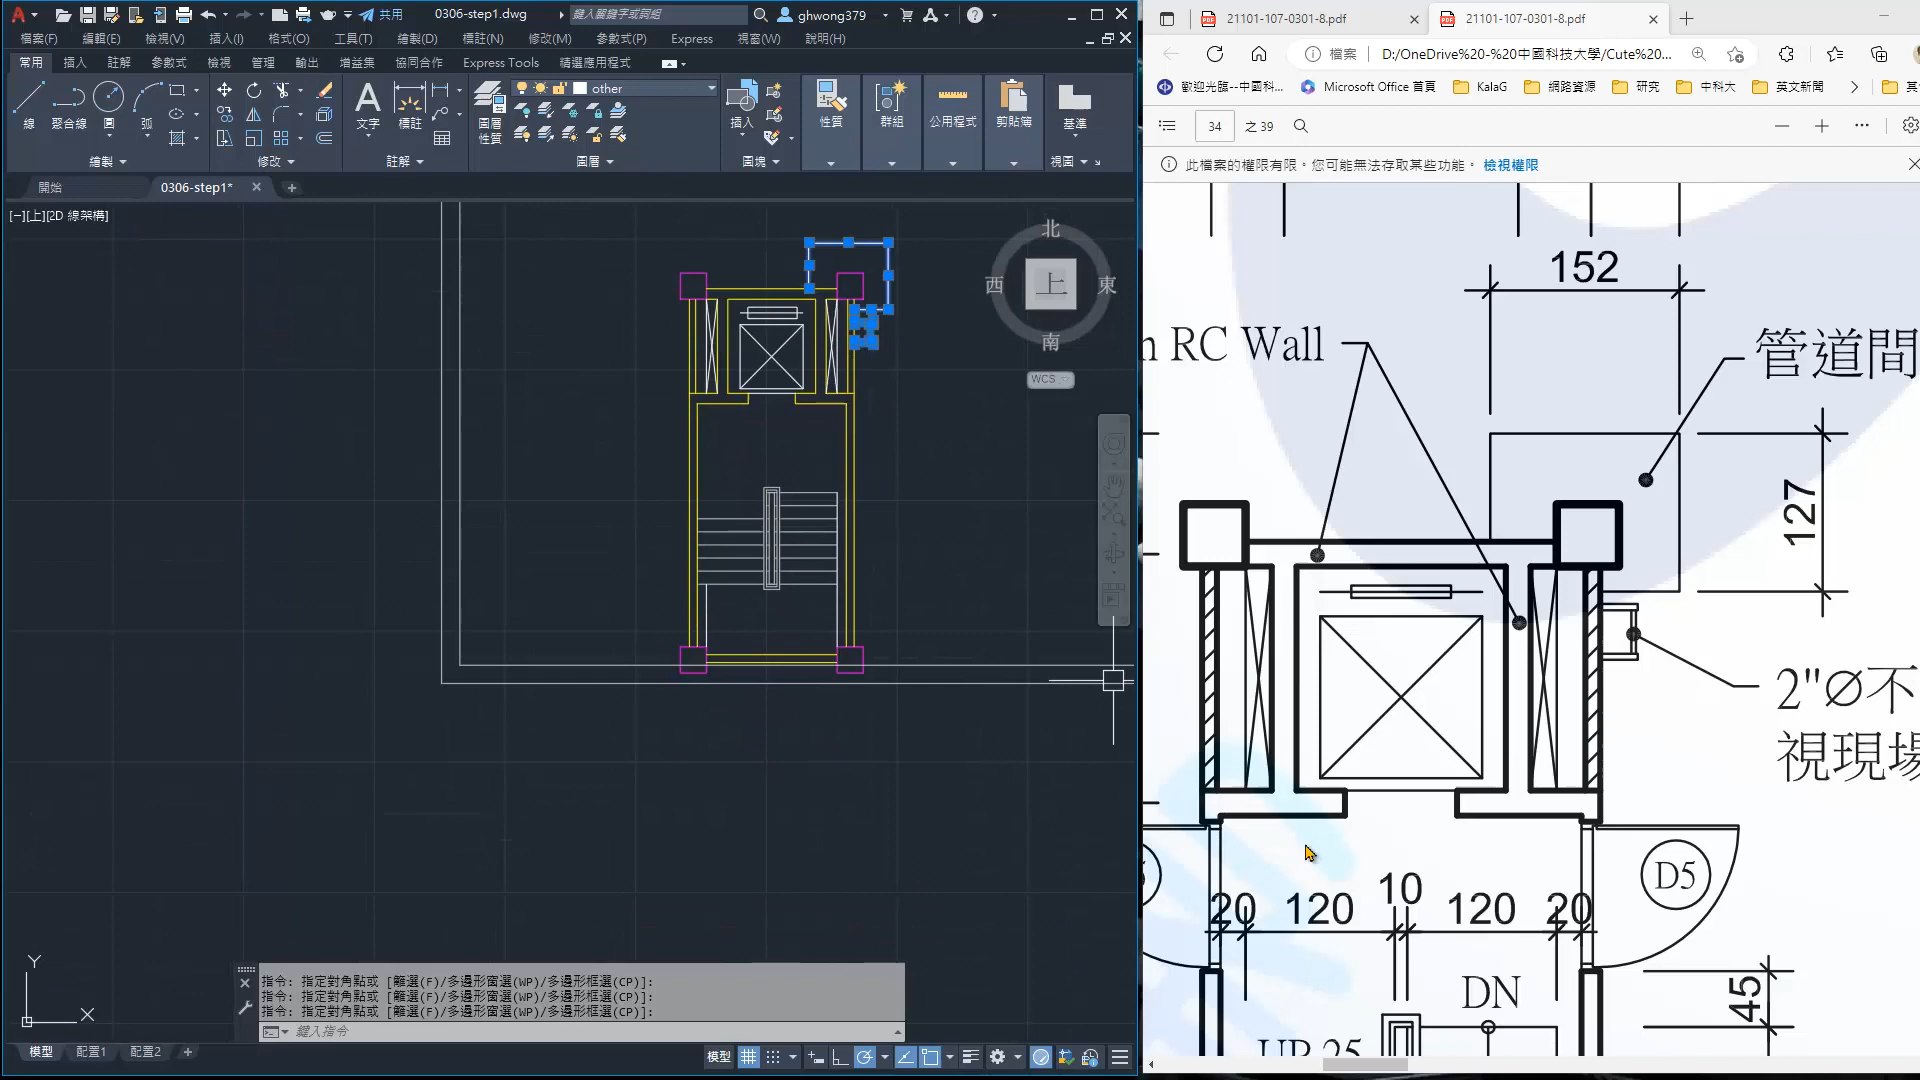 0306-step1.dwg
鍵入關鍵字或詞組
ghwong379
共用
檔案(F) 編輯(E) 檢視(V) 插入(I) 格式(O) 工具(T) 繪製(D) 標註(N) 修改(M) 參數式(P) Express 視窗(W) 說明(H)
常用 插入 註解 參數式 檢視 管理 輸出 增益集 協同合作 Express Tools 精選應用程式
線 聚合線 圓 弧
文字 標註
圖層
性質
other
插入 性質 群組 公用程式 剪貼簿 基準
繪製 修改 註解 圖層 圖塊 視圖
開始 0306-step1*
[−][上][2D 線架構]
北
西 上 東
南
WCS
Y
X
指令: 指定對角點或 [籬選(F)/多邊形窗選(WP)/多邊形框選(CP)]:
指令: 指定對角點或 [籬選(F)/多邊形窗選(WP)/多邊形框選(CP)]:
指令: 指定對角點或 [籬選(F)/多邊形窗選(WP)/多邊形框選(CP)]:
鍵入指令
模型 配置1 配置2
模型
21101-107-0301-8.pdf 21101-107-0301-8.pdf
檔案 D:/OneDrive%20-%20中國科技大學/Cute%20...
歡迎光臨--中國科... Microsoft Office 首頁 KalaG 網路資源 研究 中科大 英文新聞 其
34 之 39
此檔案的權限有限。您可能無法存取某些功能。 檢視權限
152
RC Wall
管道間
127
2"Ø不
視現場
D5
20 120 10 120 20
DN
45
UP 25